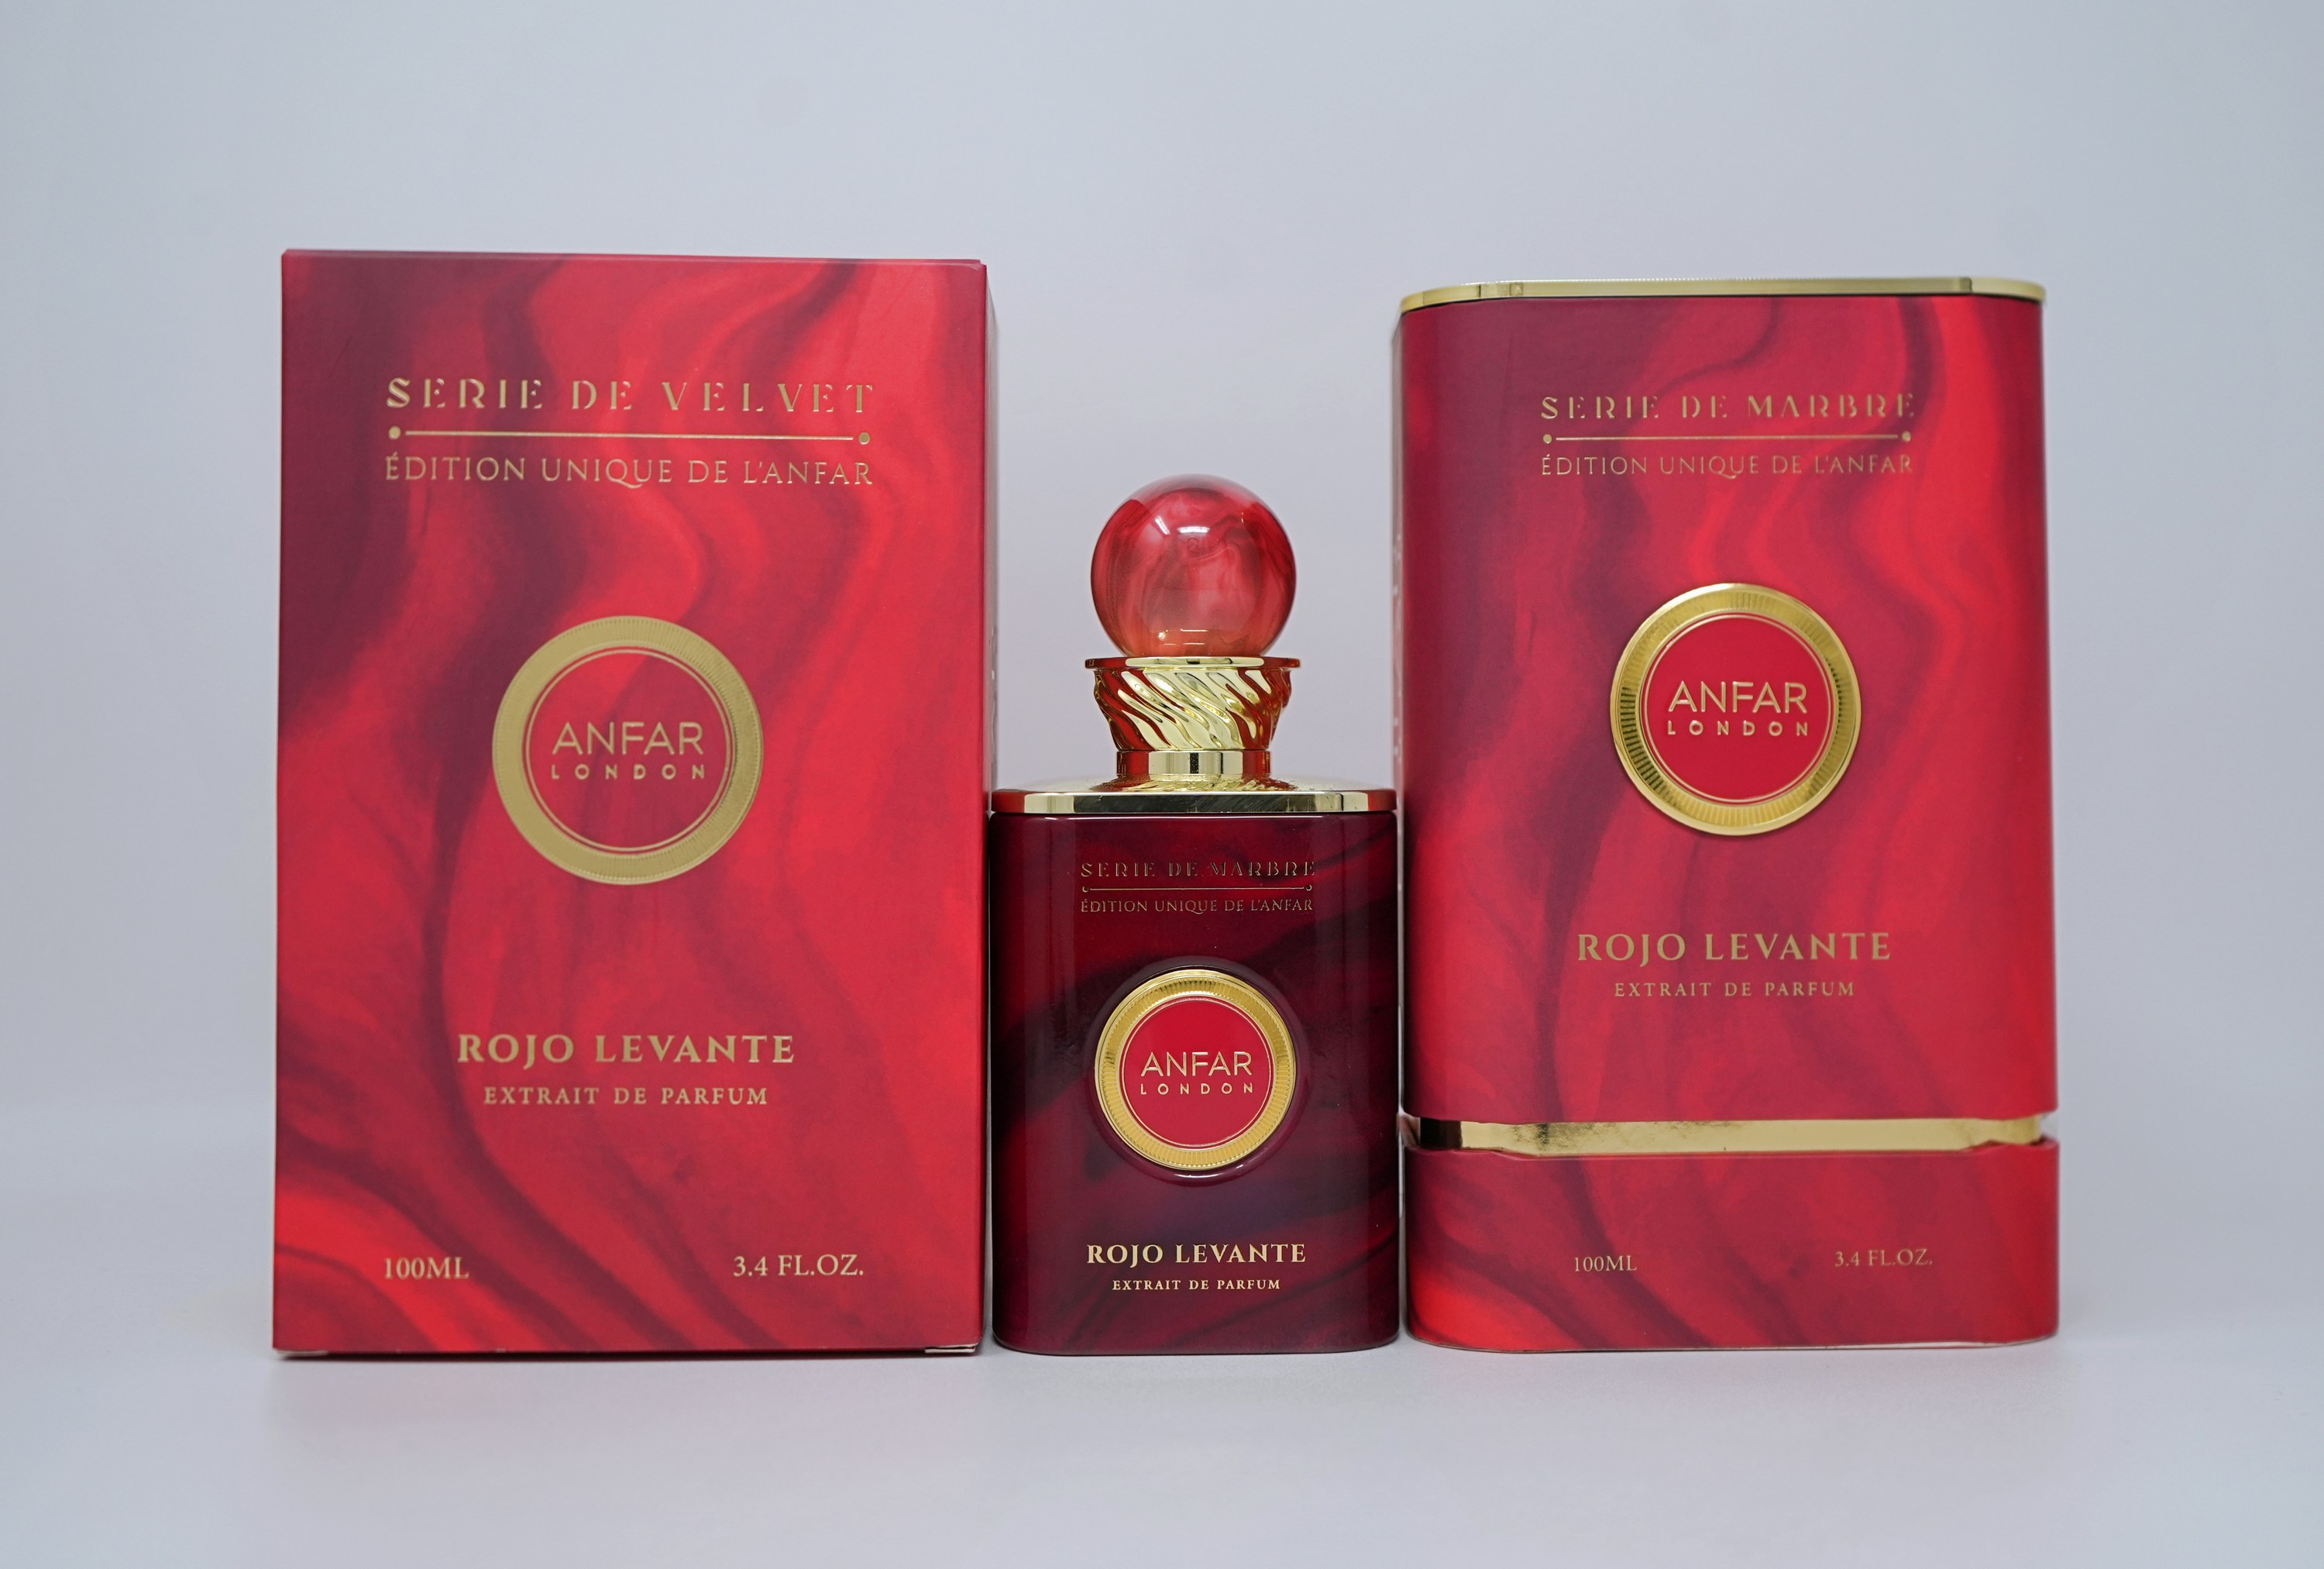 SERIE DE VELVET
ÉDITION UNIQUE DE L'ANFAR
ANFAR
LONDON
ROJO LEVANTE
EXTRAIT DE PARFUM
100ML
3.4 FL.OZ.
SERIE DE MARBRE
ÉDITION UNIQUE DE L'ANFAR
ANFAR
LONDON
ROJO LEVANTE
EXTRAIT DE PARFUM
SERIE DE MARBRE
ÉDITION UNIQUE DE L'ANFAR
ANFAR
LONDON
ROJO LEVANTE
EXTRAIT DE PARFUM
100ML
3.4 FL.OZ.